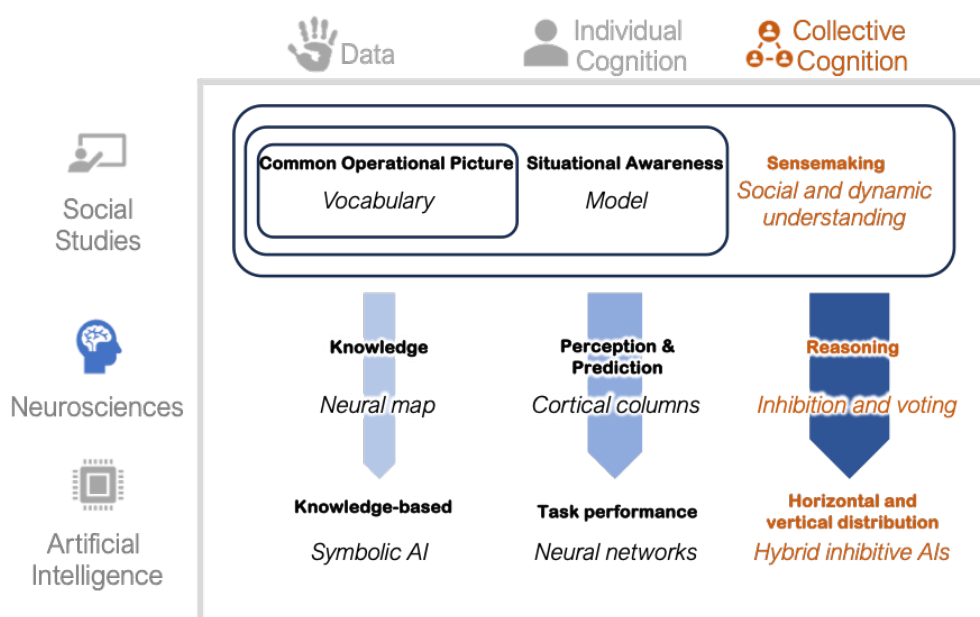 Data
Individual
Cognition
Collective
Cognition
Social
Studies
Common Operational Picture
Vocabulary
Situational Awareness
Model
Sensemaking
Social and dynamic
understanding
Neurosciences
Knowledge
Neural map
Perception &
Prediction
Cortical columns
Reasoning
Inhibition and voting
Artificial
Intelligence
Knowledge-based
Symbolic AI
Task performance
Neural networks
Horizontal and
vertical distribution
Hybrid inhibitive AIs